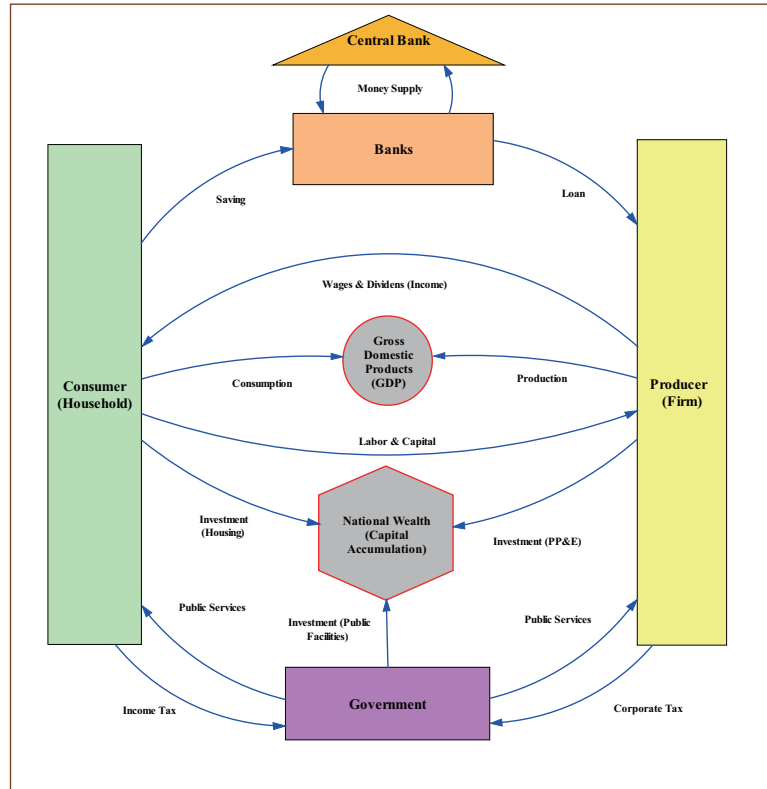 Central Bank
Money Supply
Banks
Saving
Loan
Wages & Dividens (Income)
Gross
Domestic
Products
(GDP)
Consumption
Production
Consumer
(Household)
Producer
(Firm)
Labor & Capital
National Wealth
(Capital
Accumulation)
Investment
(Housing)
Investment (PP&E)
Public Services
Investment (Public
Facilities)
Public Services
Government
Income Tax
Corporate Tax